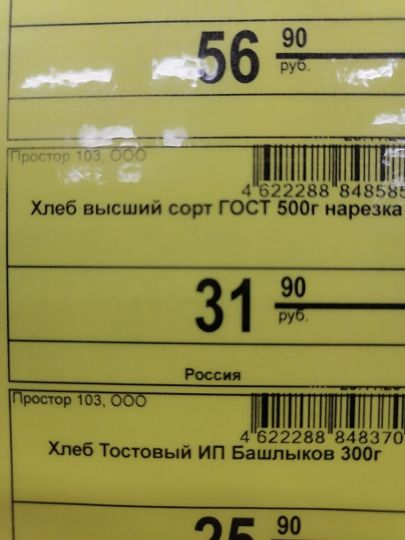 56 90
руб.
Простор 103, ООО
4 622288 848585
Хлеб высший сорт ГОСТ 500г нарезка
31 90
руб.
Россия
Простор 103, ООО
4 622288 848370
Хлеб Тостовый ИП Башлыков 300г
25 90